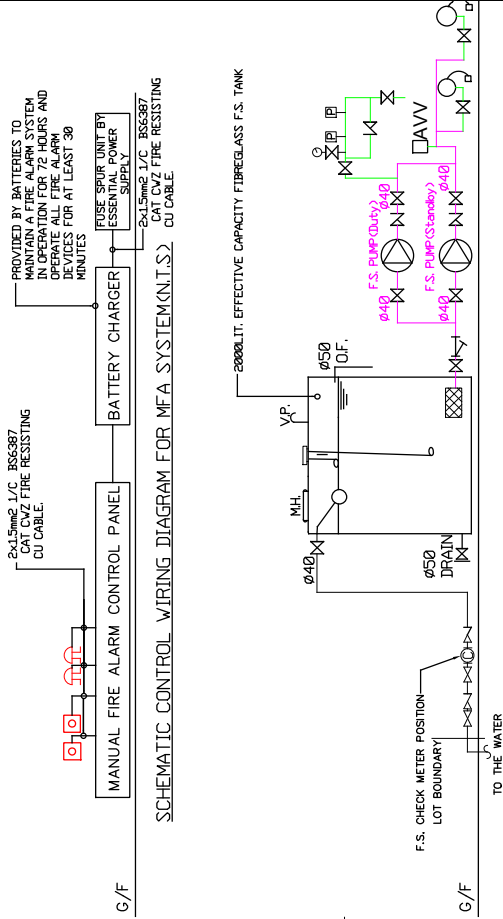 2x1.5mm2 1/C BS6387
CAT CWZ FIRE RESISTING
CU CABLE.
PROVIDED BY BATTERIES TO
MAINTAIN A FIRE ALARM SYSTEM
IN OPERATION FOR 72 HOURS AND
OPERATE ALL FIRE ALARM
DEVICES FOR AT LEAST 30
MINUTES
MANUAL FIRE ALARM CONTROL PANEL
BATTERY CHARGER
FUSE SPUR UNIT BY
ESSENTIAL POWER
SUPPLY
2x1.5mm2 1/C BS6387
CAT CWZ FIRE RESISTING
CU CABLE.
G/F
SCHEMATIC CONTROL WIRING DIAGRAM FOR MFA SYSTEM(N.T.S)
2000LIT. EFFECTIVE CAPACITY FIBREGLASS F.S. TANK
M.H.
V.P.
Ø50
O.F.
Ø40
Ø50
DRAIN
P
P
AVV
Ø40
Ø40
F.S. PUMP(Duty)
Ø40
Ø40
F.S. PUMP(Standby)
F.S. CHECK METER POSITION
LOT BOUNDARY
C
G/F
TO THE WATER